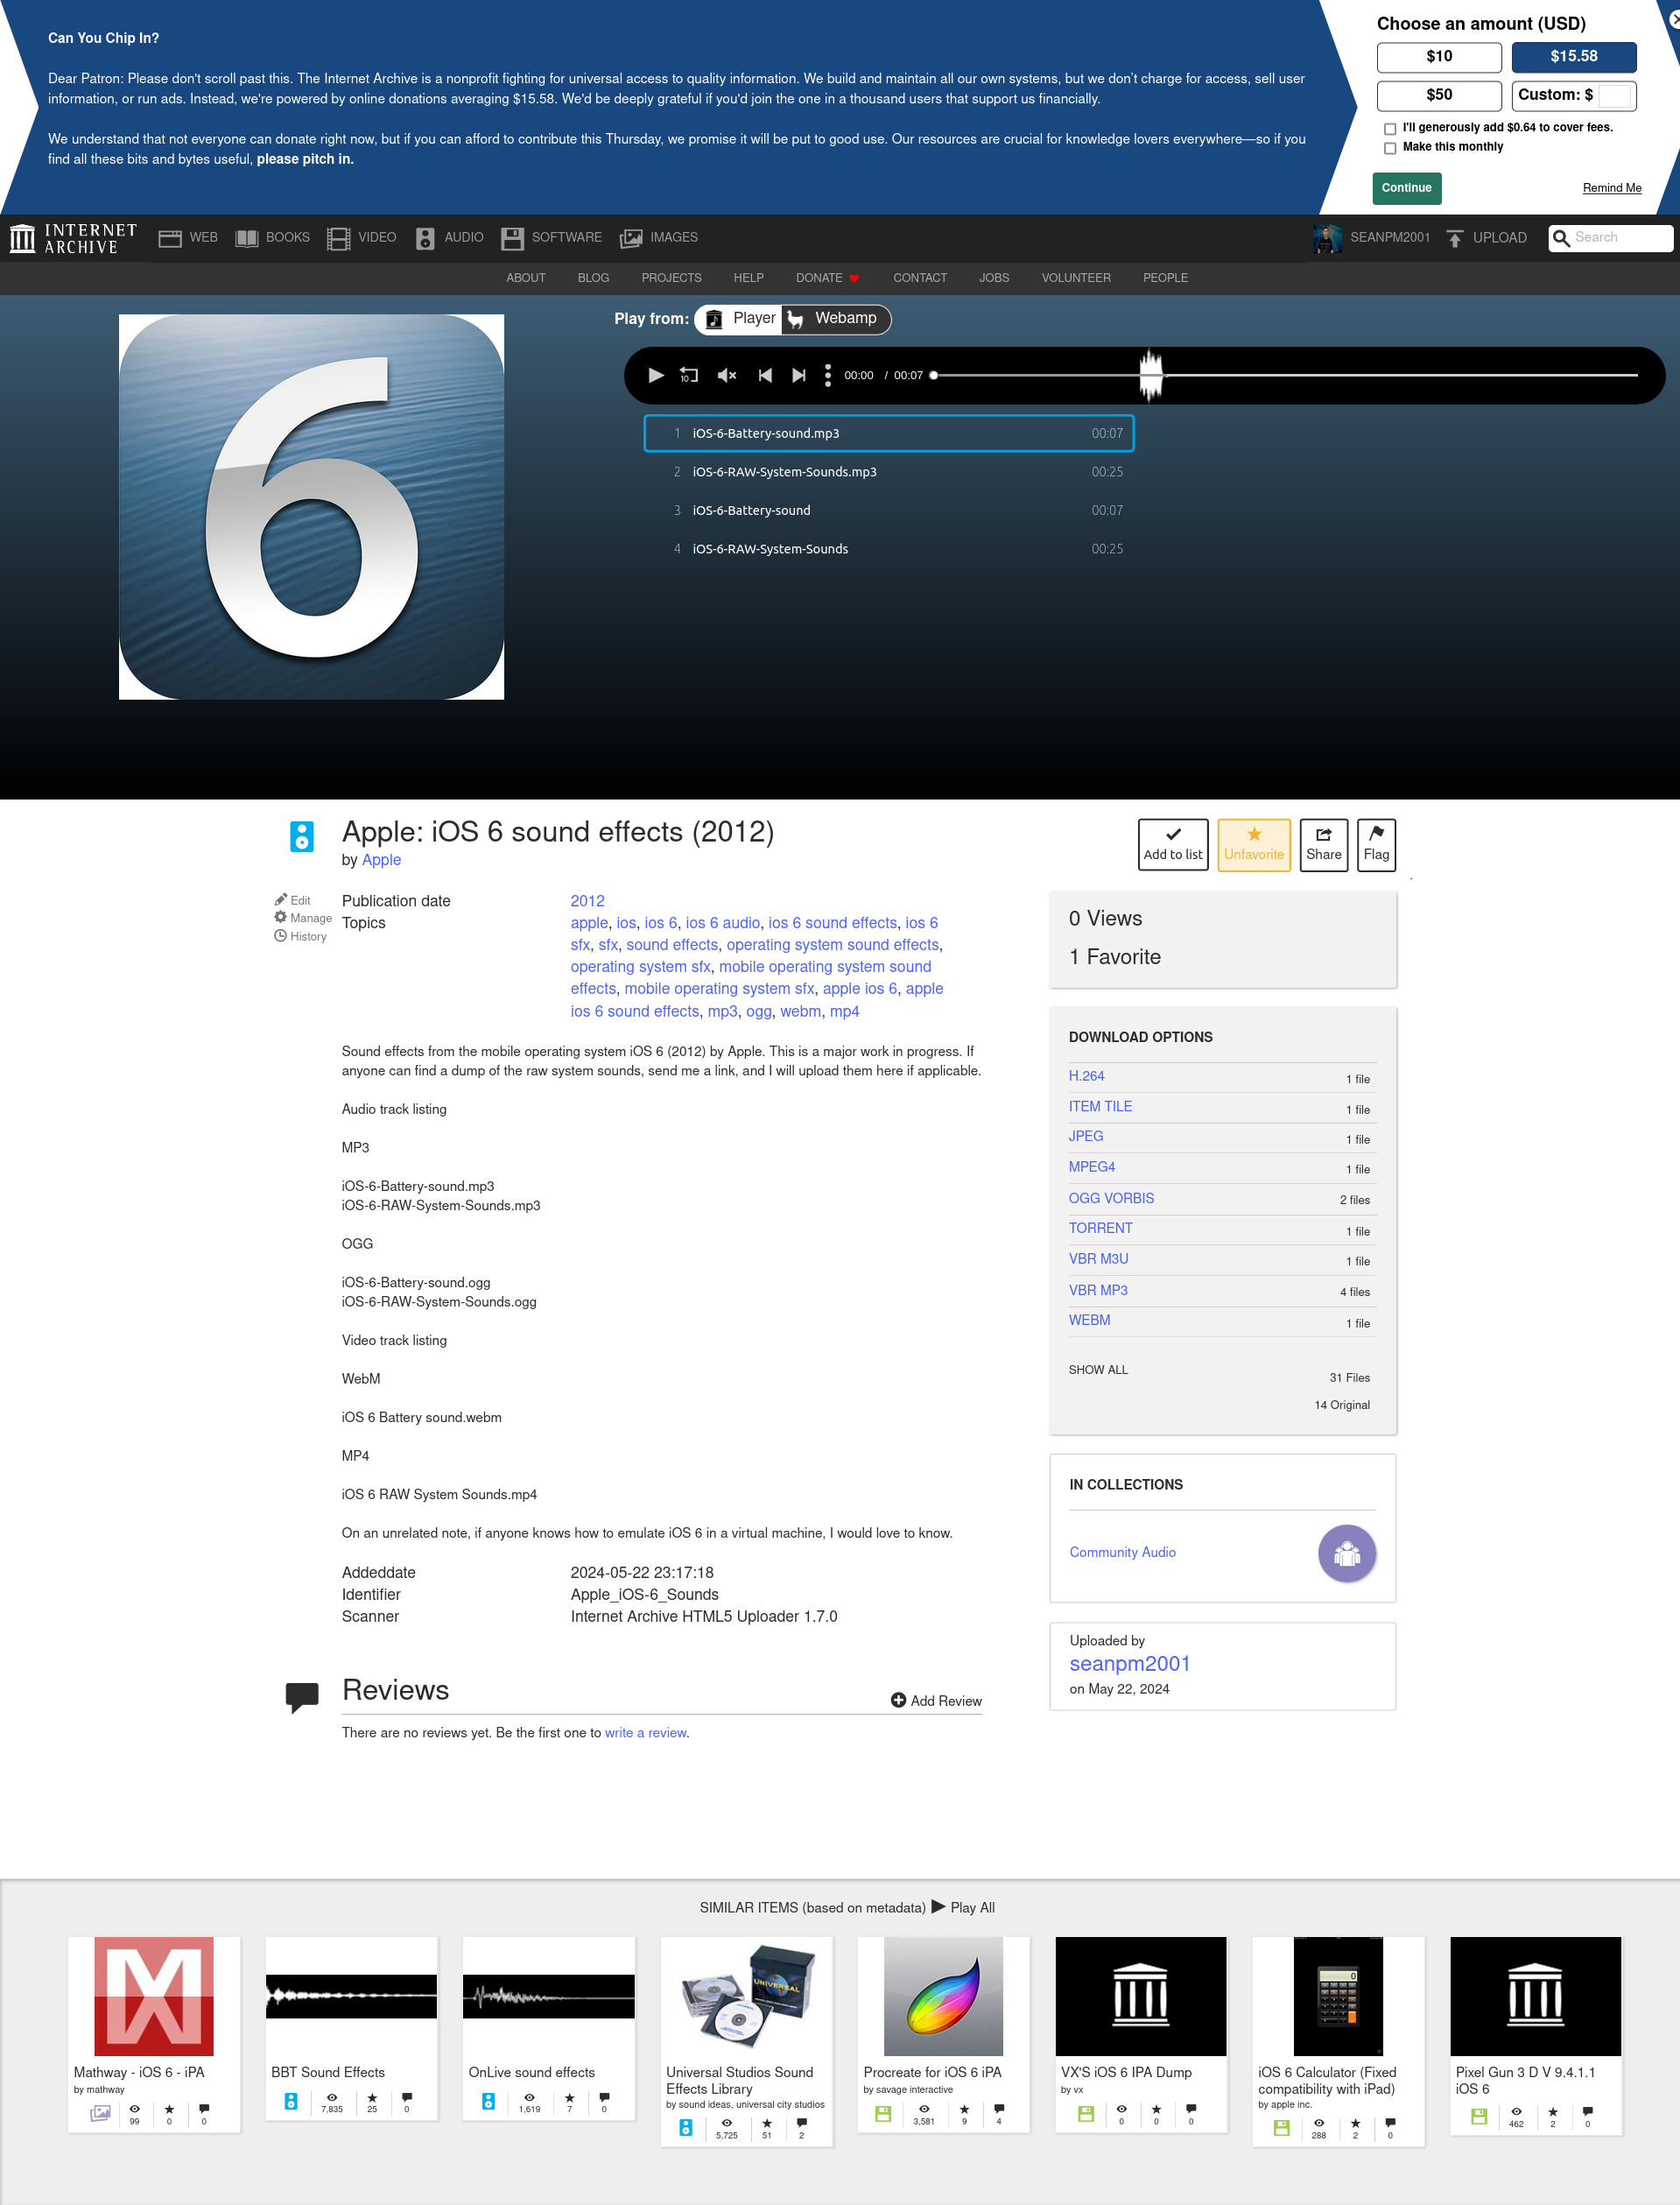 Can You Chip In?
Dear Patron: Please don't scroll past this. The Internet Archive is a nonprofit fighting for universal access to quality information. We build and maintain all our own systems, but we don't charge for access, sell user
information, or run ads. Instead, we're powered by online donations averaging $15.58. We'd be deeply grateful if you'd join the one in a thousand users that support us financially.
We understand that not everyone can donate right now, but if you can afford to contribute this Thursday, we promise it will be put to good use. Our resources are crucial for knowledge lovers everywhere—so if you
find all these bits and bytes useful, please pitch in.
Choose an amount (USD)
$10
$15.58
$50
Custom: $
I'll generously add $0.64 to cover fees.
Make this monthly
Continue
Remind Me
INTERNET
ARCHIVE
WEB
BOOKS
VIDEO
AUDIO
SOFTWARE
IMAGES
SEANPM2001
UPLOAD
Search
ABOUT
BLOG
PROJECTS
HELP
DONATE
CONTACT
JOBS
VOLUNTEER
PEOPLE
6
Play from:
Player
Webamp
10
00:00 / 00:07
1 iOS-6-Battery-sound.mp3 00:07
2 iOS-6-RAW-System-Sounds.mp3 00:25
3 iOS-6-Battery-sound 00:07
4 iOS-6-RAW-System-Sounds 00:25
Apple: iOS 6 sound effects (2012)
by Apple
Add to list
Unfavorite
Share
Flag
Edit
Manage
History
Publication date 2012
Topics apple, ios, ios 6, ios 6 audio, ios 6 sound effects, ios 6
sfx, sfx, sound effects, operating system sound effects,
operating system sfx, mobile operating system sound
effects, mobile operating system sfx, apple ios 6, apple
ios 6 sound effects, mp3, ogg, webm, mp4
Sound effects from the mobile operating system iOS 6 (2012) by Apple. This is a major work in progress. If
anyone can find a dump of the raw system sounds, send me a link, and I will upload them here if applicable.
Audio track listing
MP3
iOS-6-Battery-sound.mp3
iOS-6-RAW-System-Sounds.mp3
OGG
iOS-6-Battery-sound.ogg
iOS-6-RAW-System-Sounds.ogg
Video track listing
WebM
iOS 6 Battery sound.webm
MP4
iOS 6 RAW System Sounds.mp4
On an unrelated note, if anyone knows how to emulate iOS 6 in a virtual machine, I would love to know.
Addeddate 2024-05-22 23:17:18
Identifier Apple_iOS-6_Sounds
Scanner Internet Archive HTML5 Uploader 1.7.0
Reviews
Add Review
There are no reviews yet. Be the first one to write a review.
0 Views
1 Favorite
DOWNLOAD OPTIONS
H.264 1 file
ITEM TILE 1 file
JPEG 1 file
MPEG4 1 file
OGG VORBIS 2 files
TORRENT 1 file
VBR M3U 1 file
VBR MP3 4 files
WEBM 1 file
SHOW ALL
31 Files
14 Original
IN COLLECTIONS
Community Audio
Uploaded by
seanpm2001
on May 22, 2024
SIMILAR ITEMS (based on metadata) Play All
Mathway - iOS 6 - iPA
by mathway
99 0 0
BBT Sound Effects
7,835 25 0
OnLive sound effects
1,619 7 0
UNIVERSAL
Universal Studios Sound
Effects Library
by sound ideas, universal city studios
5,725 51 2
Procreate for iOS 6 iPA
by savage interactive
3,581 9 4
VX'S iOS 6 IPA Dump
by vx
0 0 0
iOS 6 Calculator (Fixed
compatibility with iPad)
by apple inc.
288 2 0
Pixel Gun 3 D V 9.4.1.1
iOS 6
462 2 0